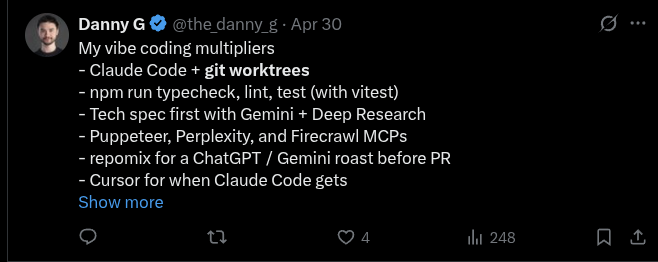 Danny G @the_danny_g · Apr 30
My vibe coding multipliers
- Claude Code + git worktrees
- npm run typecheck, lint, test (with vitest)
- Tech spec first with Gemini + Deep Research
- Puppeteer, Perplexity, and Firecrawl MCPs
- repomix for a ChatGPT / Gemini roast before PR
- Cursor for when Claude Code gets
Show more
4 248